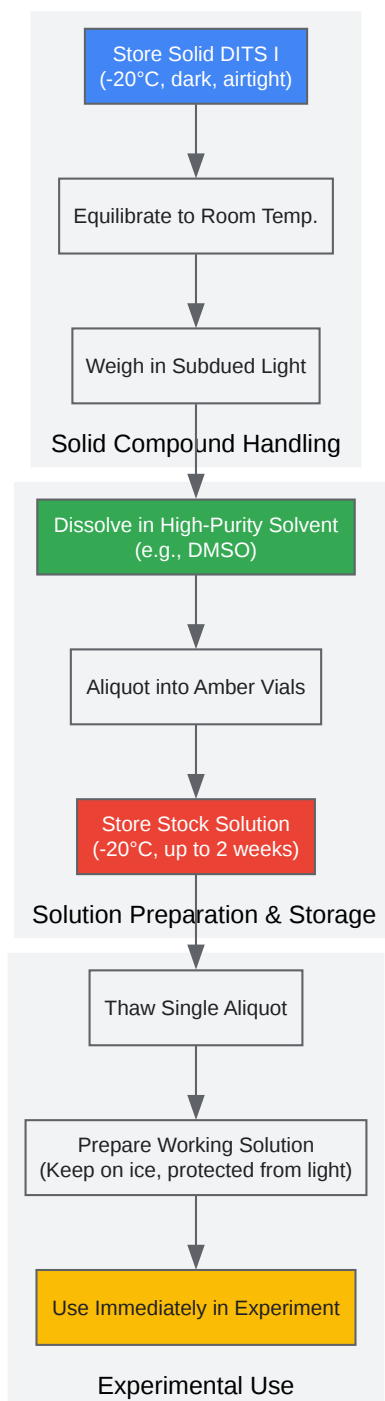 Store Solid DITS I
(-20°C, dark, airtight)
Equilibrate to Room Temp.
Weigh in Subdued Light
Solid Compound Handling
Dissolve in High-Purity Solvent
(e.g., DMSO)
Aliquot into Amber Vials
Store Stock Solution
(-20°C, up to 2 weeks)
Solution Preparation & Storage
Thaw Single Aliquot
Prepare Working Solution
(Keep on ice, protected from light)
Use Immediately in Experiment
Experimental Use